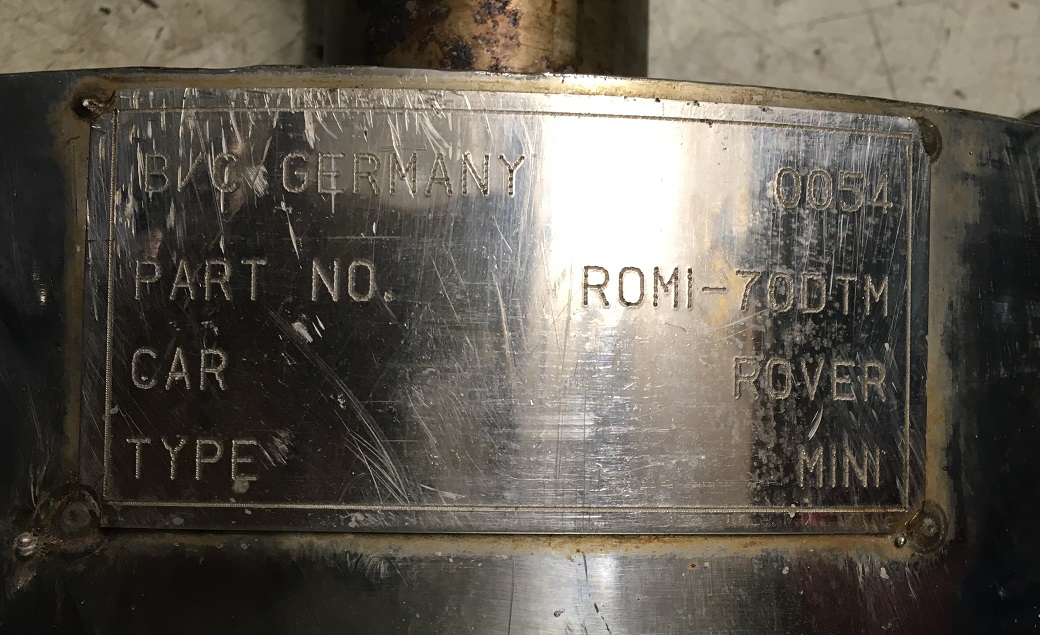 B/C GERMANY 0054
PART NO. ROMI-70DTM
CAR ROVER
TYPE MINI